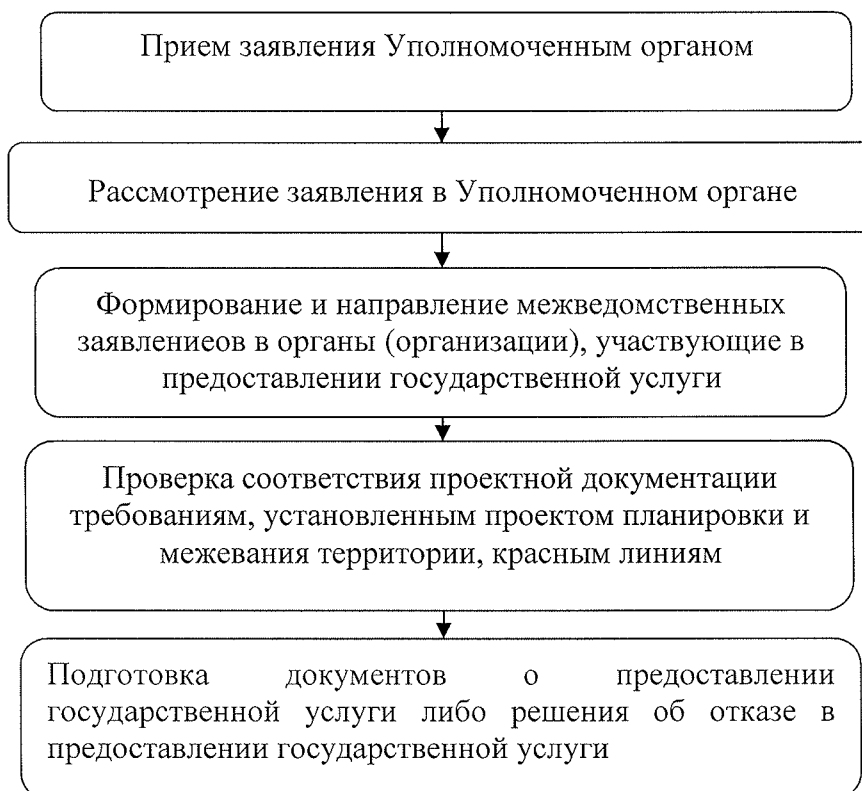 Прием заявления Уполномоченным органом
Рассмотрение заявления в Уполномоченном органе
Формирование и направление межведомственных
заявлениеов в органы (организации), участвующие в
предоставлении государственной услуги
Проверка соответствия проектной документации
требованиям, установленным проектом планировки и
межевания территории, красным линиям
Подготовка документов о предоставлении
государственной услуги либо решения об отказе в
предоставлении государственной услуги